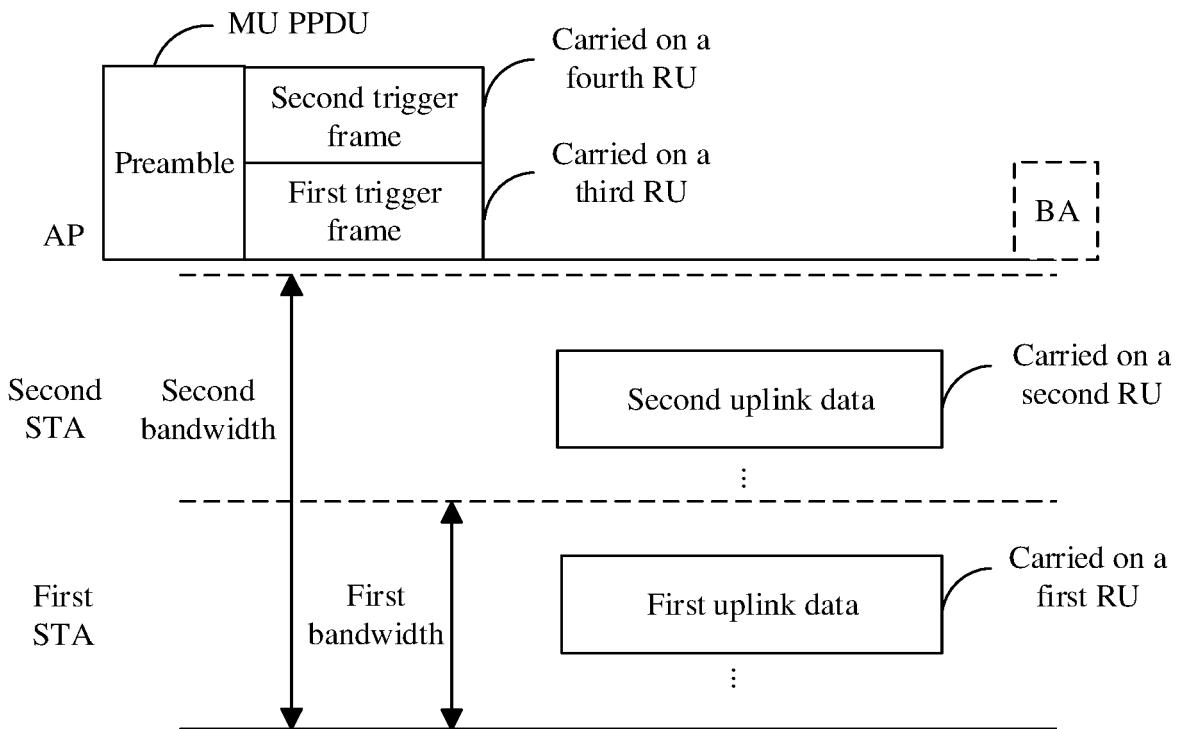 MU PPDU
Carried on a
fourth RU
Second trigger
frame
Preamble
Carried on a
third RU
First trigger
frame
AP
BA
Second
STA
Second
bandwidth
Second uplink data
Carried on a
second RU
...
First
STA
First
bandwidth
First uplink data
Carried on a
first RU
...